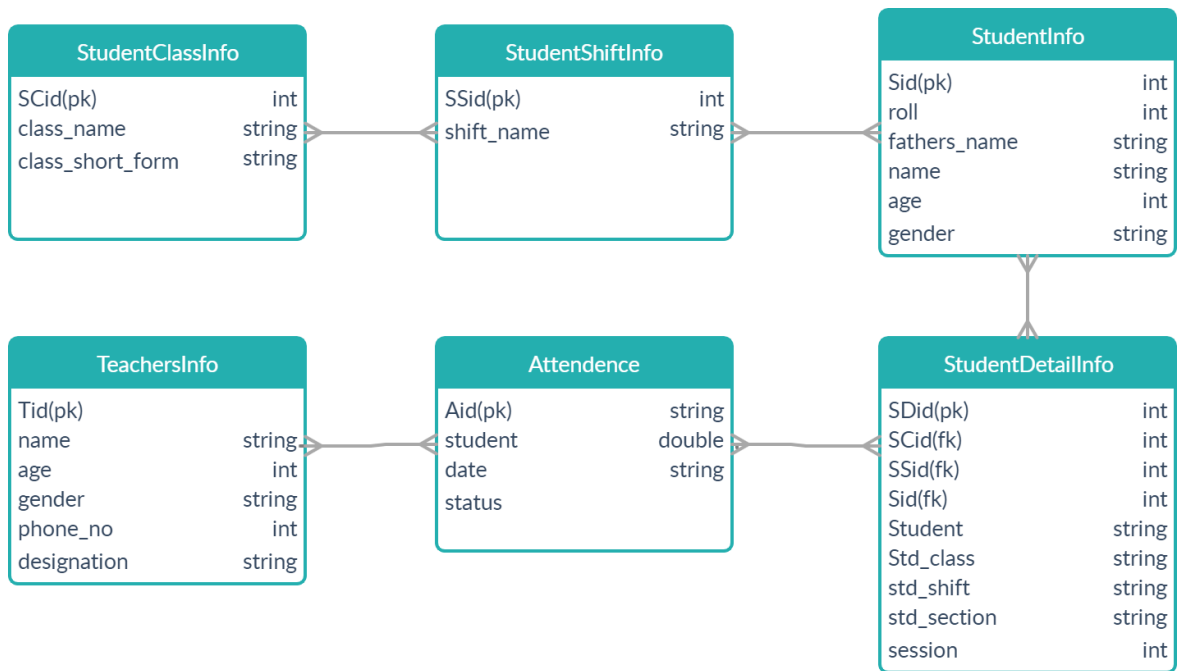 StudentClassInfo
SCid(pk) int
class_name string
class_short_form string
StudentShiftInfo
SSid(pk) int
shift_name string
StudentInfo
Sid(pk) int
roll int
fathers_name string
name string
age int
gender string
TeachersInfo
Tid(pk)
name string
age int
gender string
phone_no int
designation string
Attendence
Aid(pk) string
student double
date string
status
StudentDetailInfo
SDid(pk) int
SCid(fk) int
SSid(fk) int
Sid(fk) int
Student string
Std_class string
std_shift string
std_section string
session int